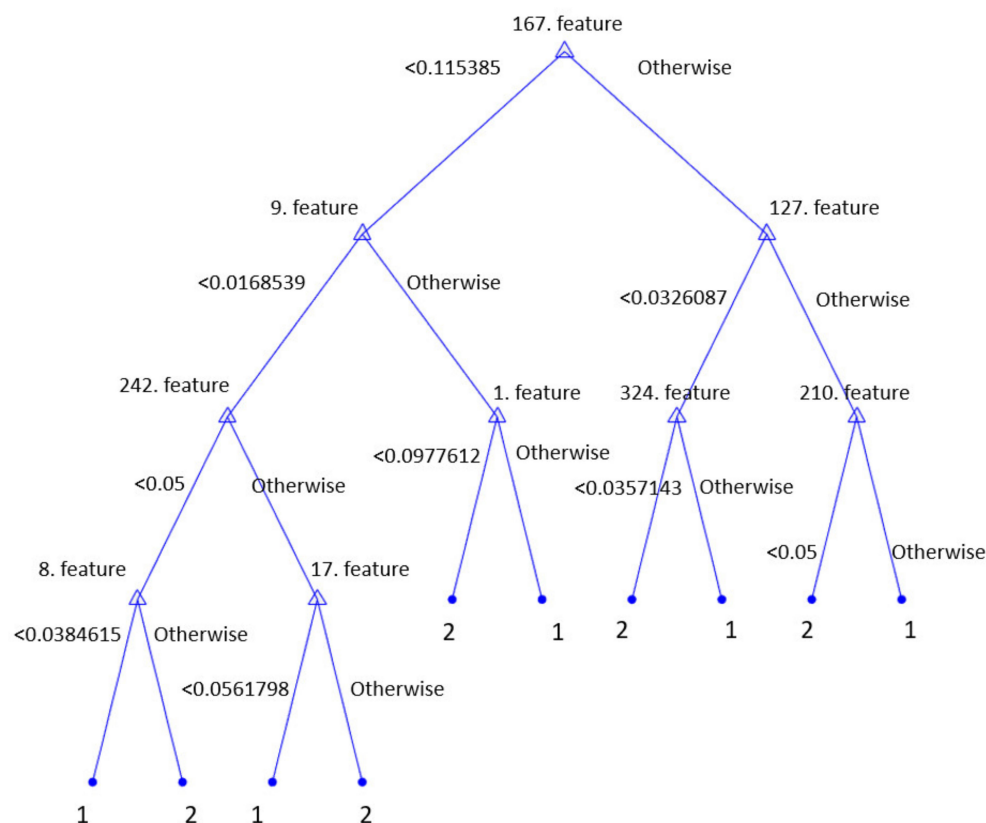 167. feature
<0.115385
Otherwise
9. feature
127. feature
<0.0168539
Otherwise
<0.0326087
Otherwise
242. feature
1. feature
324. feature
210. feature
<0.0977612
Otherwise
<0.05
Otherwise
<0.0357143
Otherwise
<0.05
Otherwise
8. feature
17. feature
2
1
2
1
2
1
<0.0384615
Otherwise
<0.0561798
Otherwise
1
2
1
2